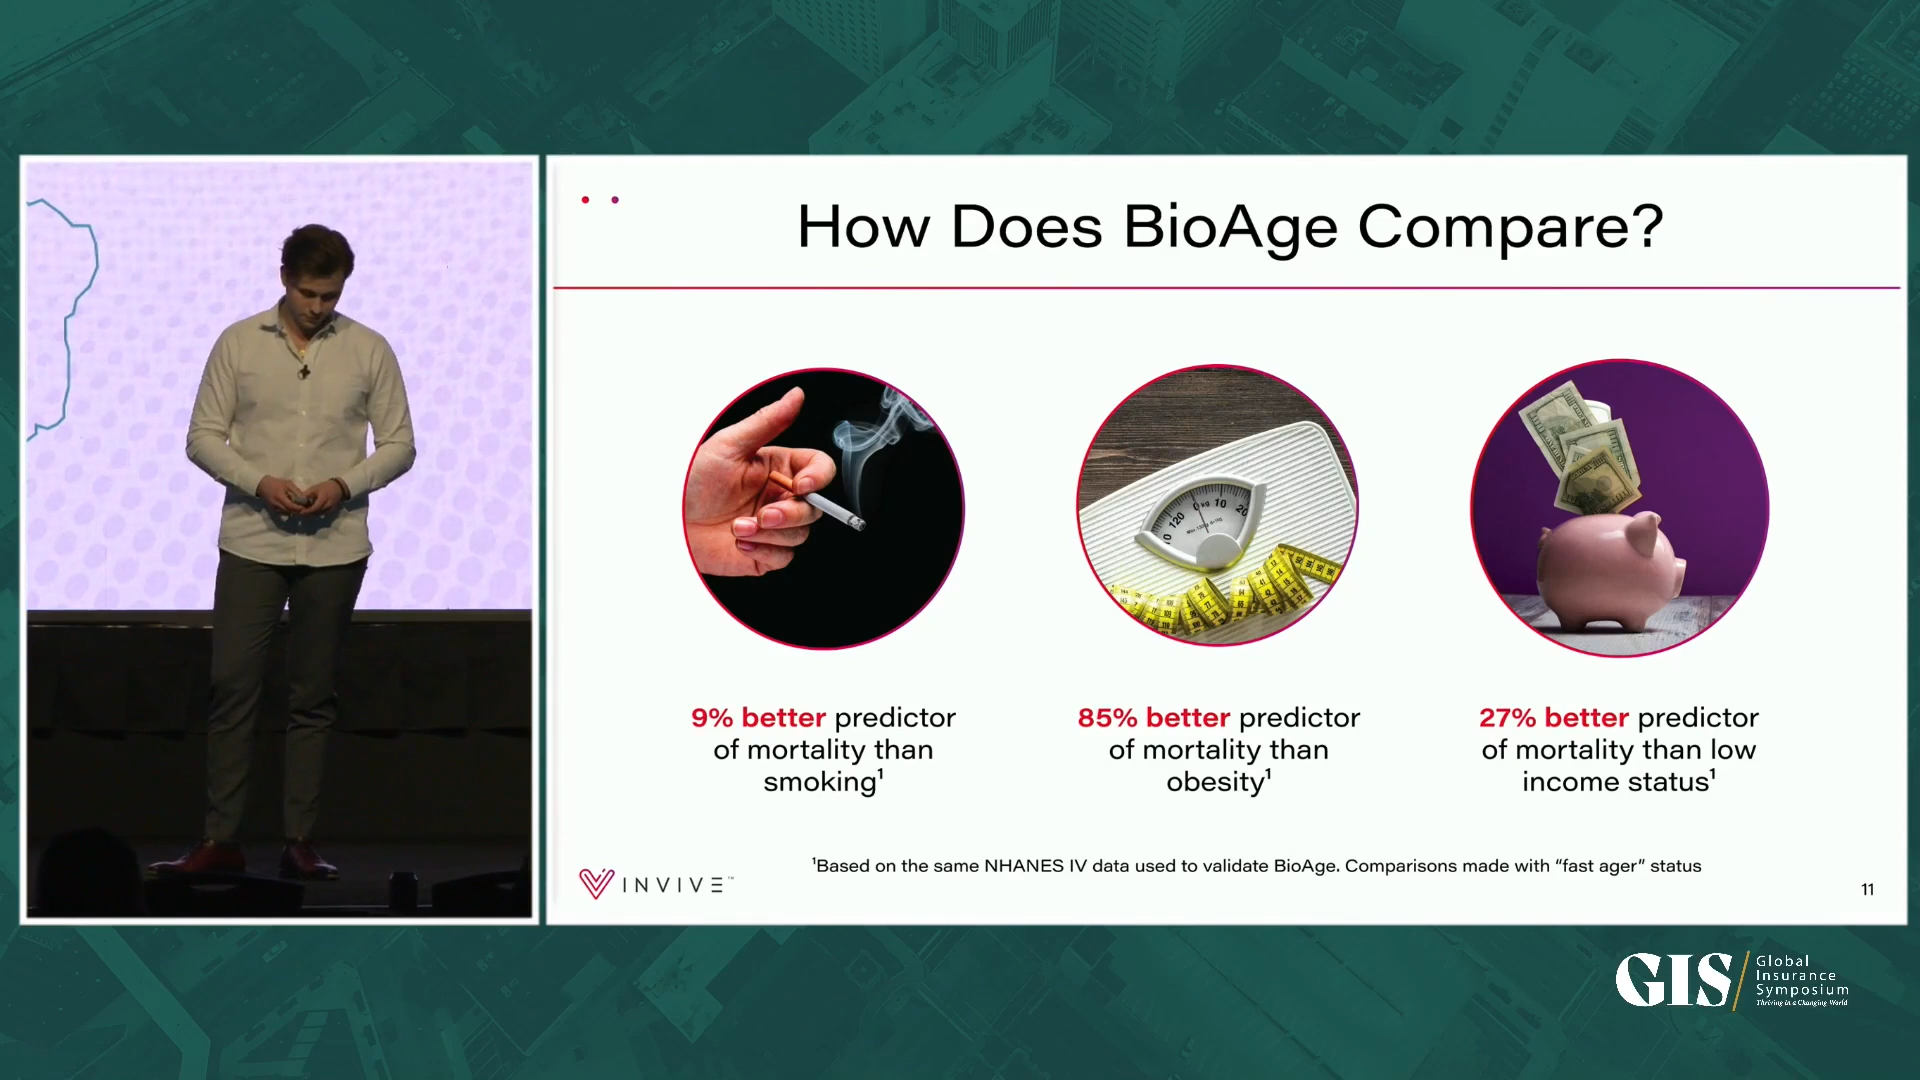 How Does BioAge Compare?
9% better predictor
of mortality than
smoking¹
85% better predictor
of mortality than
obesity¹
27% better predictor
of mortality than low
income status¹
¹Based on the same NHANES IV data used to validate BioAge. Comparisons made with “fast ager” status
INVIVE™
11
GIS
Global
Insurance
Symposium
Thriving in a Changing World